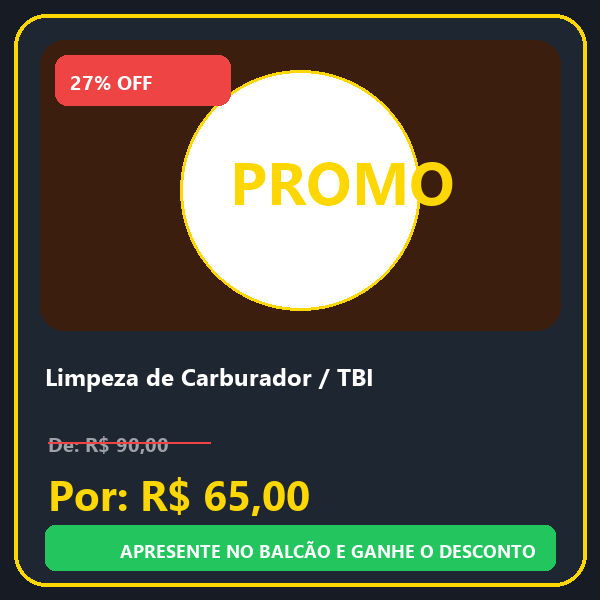 27% OFF
PROMO
Limpeza de Carburador / TBI
De: R$ 90,00
Por: R$ 65,00
APRESENTE NO BALCÃO E GANHE O DESCONTO